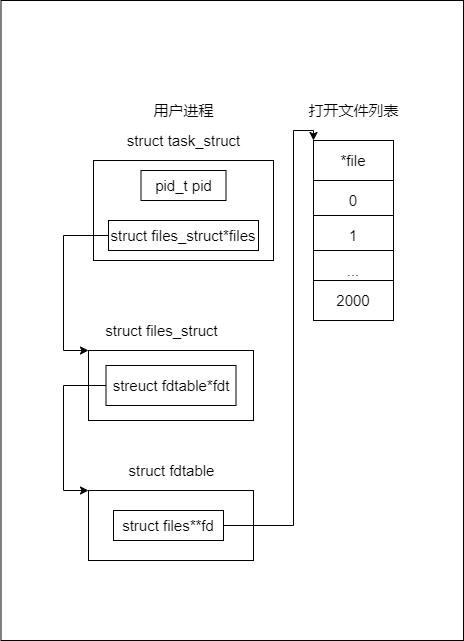 用户进程
struct task_struct
pid_t pid
struct files_struct*files
struct files_struct
streuct fdtable*fdt
struct fdtable
struct files**fd
打开文件列表
*file
0
1
...
2000